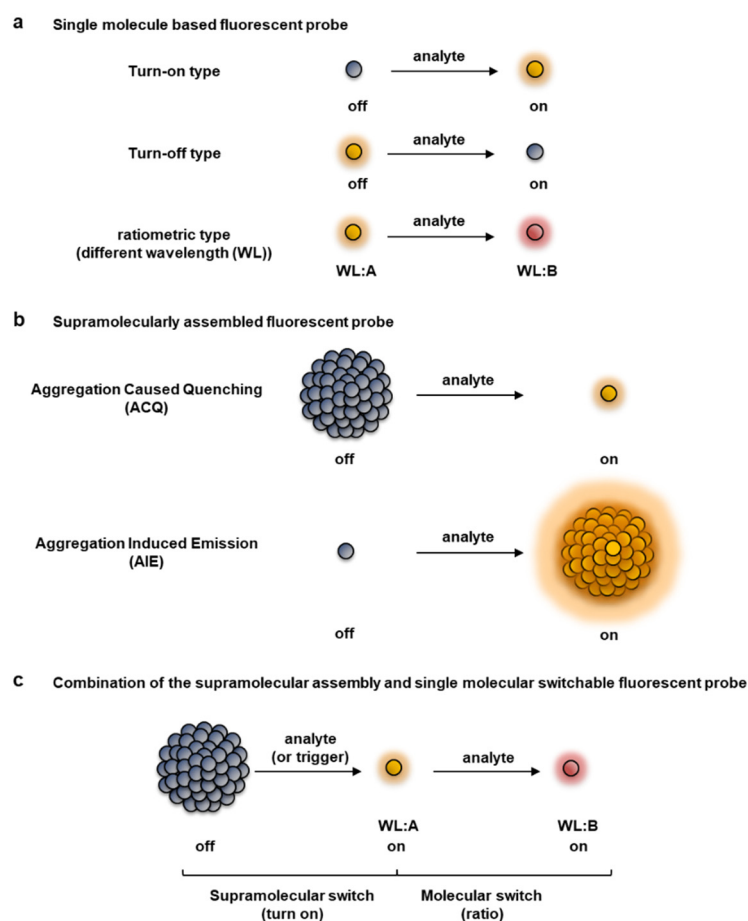 a Single molecule based fluorescent probe
Turn-on type
analyte
off
on
Turn-off type
analyte
off
on
ratiometric type
(different wavelength (WL))
analyte
WL:A
WL:B
b Supramolecularly assembled fluorescent probe
Aggregation Caused Quenching
(ACQ)
analyte
off
on
Aggregation Induced Emission
(AIE)
analyte
off
on
c Combination of the supramolecular assembly and single molecular switchable fluorescent probe
analyte
(or trigger)
analyte
off
WL:A
on
WL:B
on
Supramolecular switch
(turn on)
Molecular switch
(ratio)